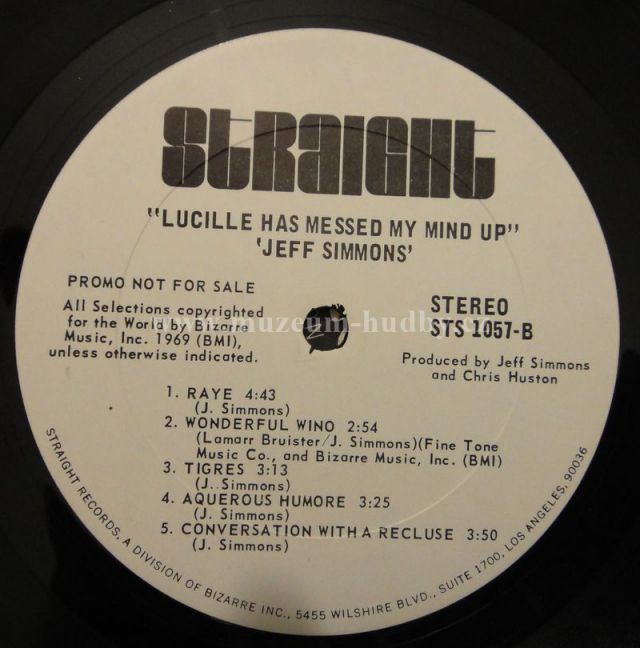 STRAIGHT
"LUCILLE HAS MESSED MY MIND UP"
'JEFF SIMMONS'
PROMO NOT FOR SALE
All Selections copyrighted
for the World by Bizarre
Music, Inc. 1969 (BMI),
unless otherwise indicated.
STEREO
STS 1057-B
Produced by Jeff Simmons
and Chris Huston
www.muzeum-hudby.cz
1. RAYE 4:43
(J. Simmons)
2. WONDERFUL WINO 2:54
(Lamarr Bruister/J. Simmons)(Fine Tone
Music Co., and Bizarre Music, Inc. (BMI)
3. TIGRES 3:13
(J. Simmons)
4. AQUEROUS HUMORE 3:25
(J. Simmons)
5. CONVERSATION WITH A RECLUSE 3:50
(J. Simmons)
STRAIGHT RECORDS, A DIVISION OF BIZARRE INC., 5455 WILSHIRE BLVD., SUITE 1700, LOS ANGELES, 90036